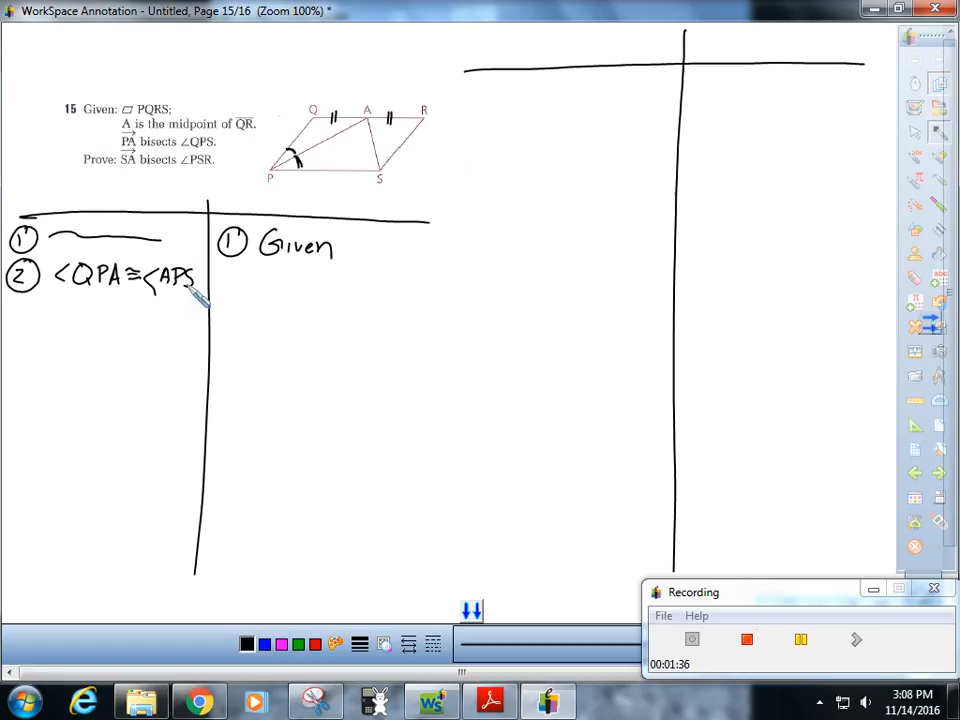 WorkSpace Annotation - Untitled, Page 15/16 (Zoom 100%) *
15 Given: ▱ PQRS;
A is the midpoint of QR.
PA bisects ∠QPS.
Prove: SA bisects ∠PSR.
Q A R
P S
① ① Given
② <QPA ≅ <APS
Recording
File Help
00:01:36
3:08 PM
11/14/2016